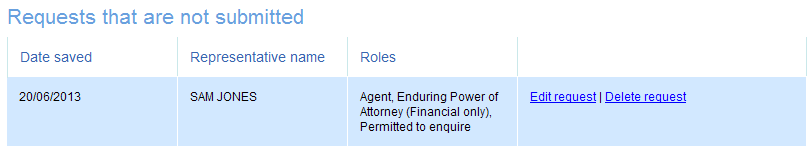 Requests that are not submitted
Date saved Representative name Roles
20/06/2013 SAM JONES Agent, Enduring Power of Edit request | Delete request
Attorney (Financial only),
Permitted to enquire